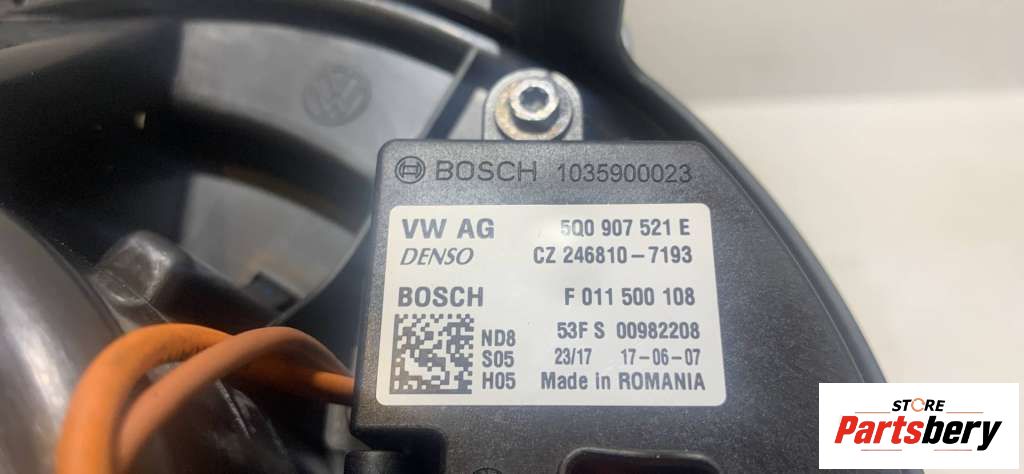 BOSCH 1035900023
VW AG 5Q0 907 521 E
DENSO CZ 246810-7193
BOSCH F 011 500 108
ND8 53F S 00982208
S05 23/17 17-06-07
H05 Made in ROMANIA
STORE
Partsbery